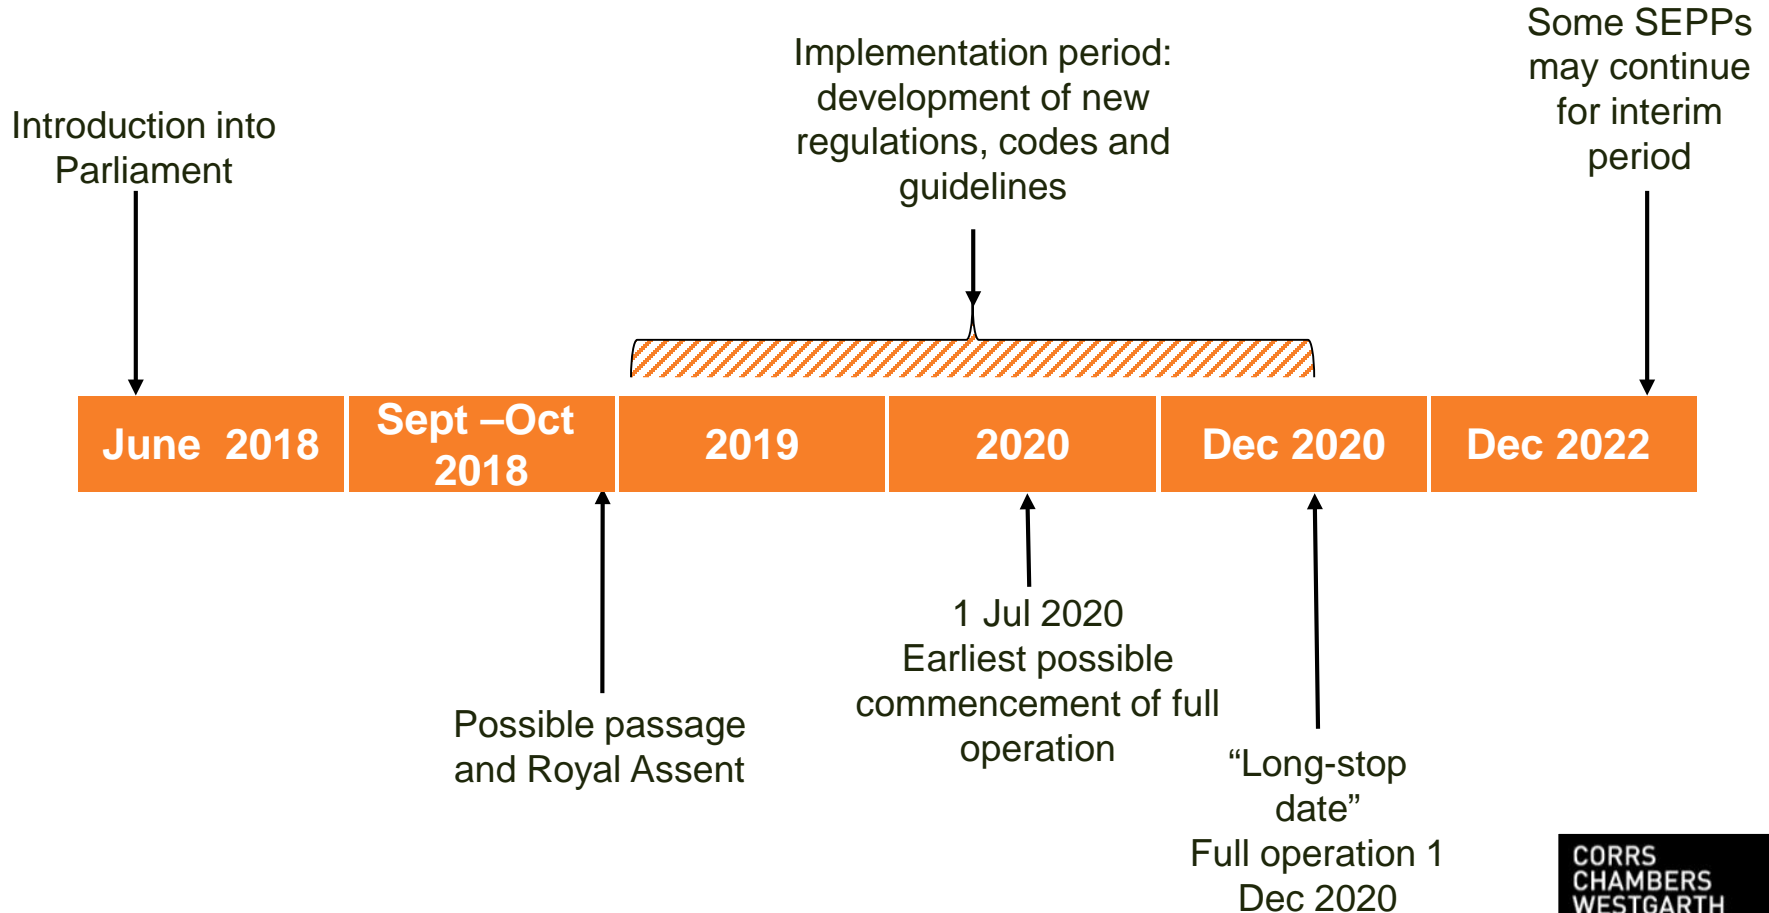 Introduction into
Parliament
Implementation period:
development of new
regulations, codes and
guidelines
Some SEPPs
may continue
for interim
period
June 2018
Sept –Oct
2018
2019
2020
Dec 2020
Dec 2022
Possible passage
and Royal Assent
1 Jul 2020
Earliest possible
commencement of full
operation
“Long-stop
date”
Full operation 1
Dec 2020
CORRS
CHAMBERS
WESTGARTH